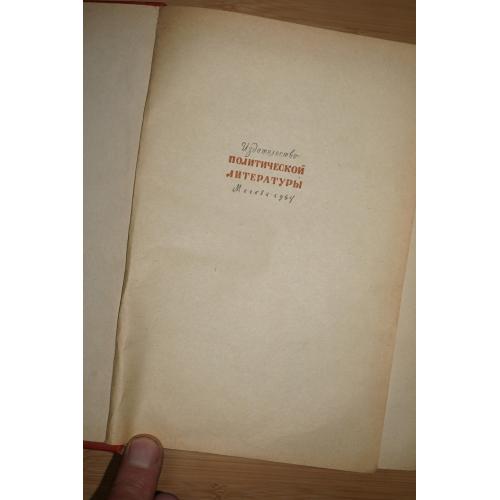 Издательство
ПОЛИТИЧЕСКОЙ
ЛИТЕРАТУРЫ
Москва 1964